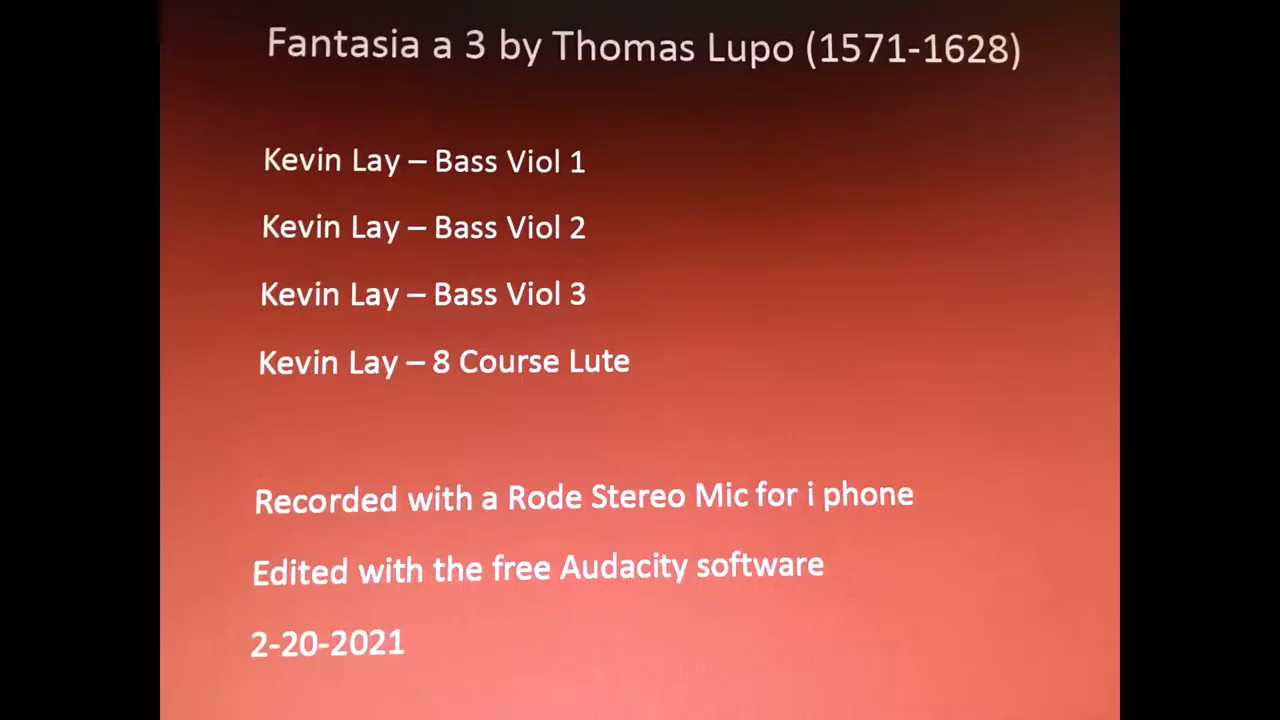 Fantasia a 3 by Thomas Lupo (1571-1628)
Kevin Lay – Bass Viol 1
Kevin Lay – Bass Viol 2
Kevin Lay – Bass Viol 3
Kevin Lay – 8 Course Lute
Recorded with a Rode Stereo Mic for i phone
Edited with the free Audacity software
2-20-2021